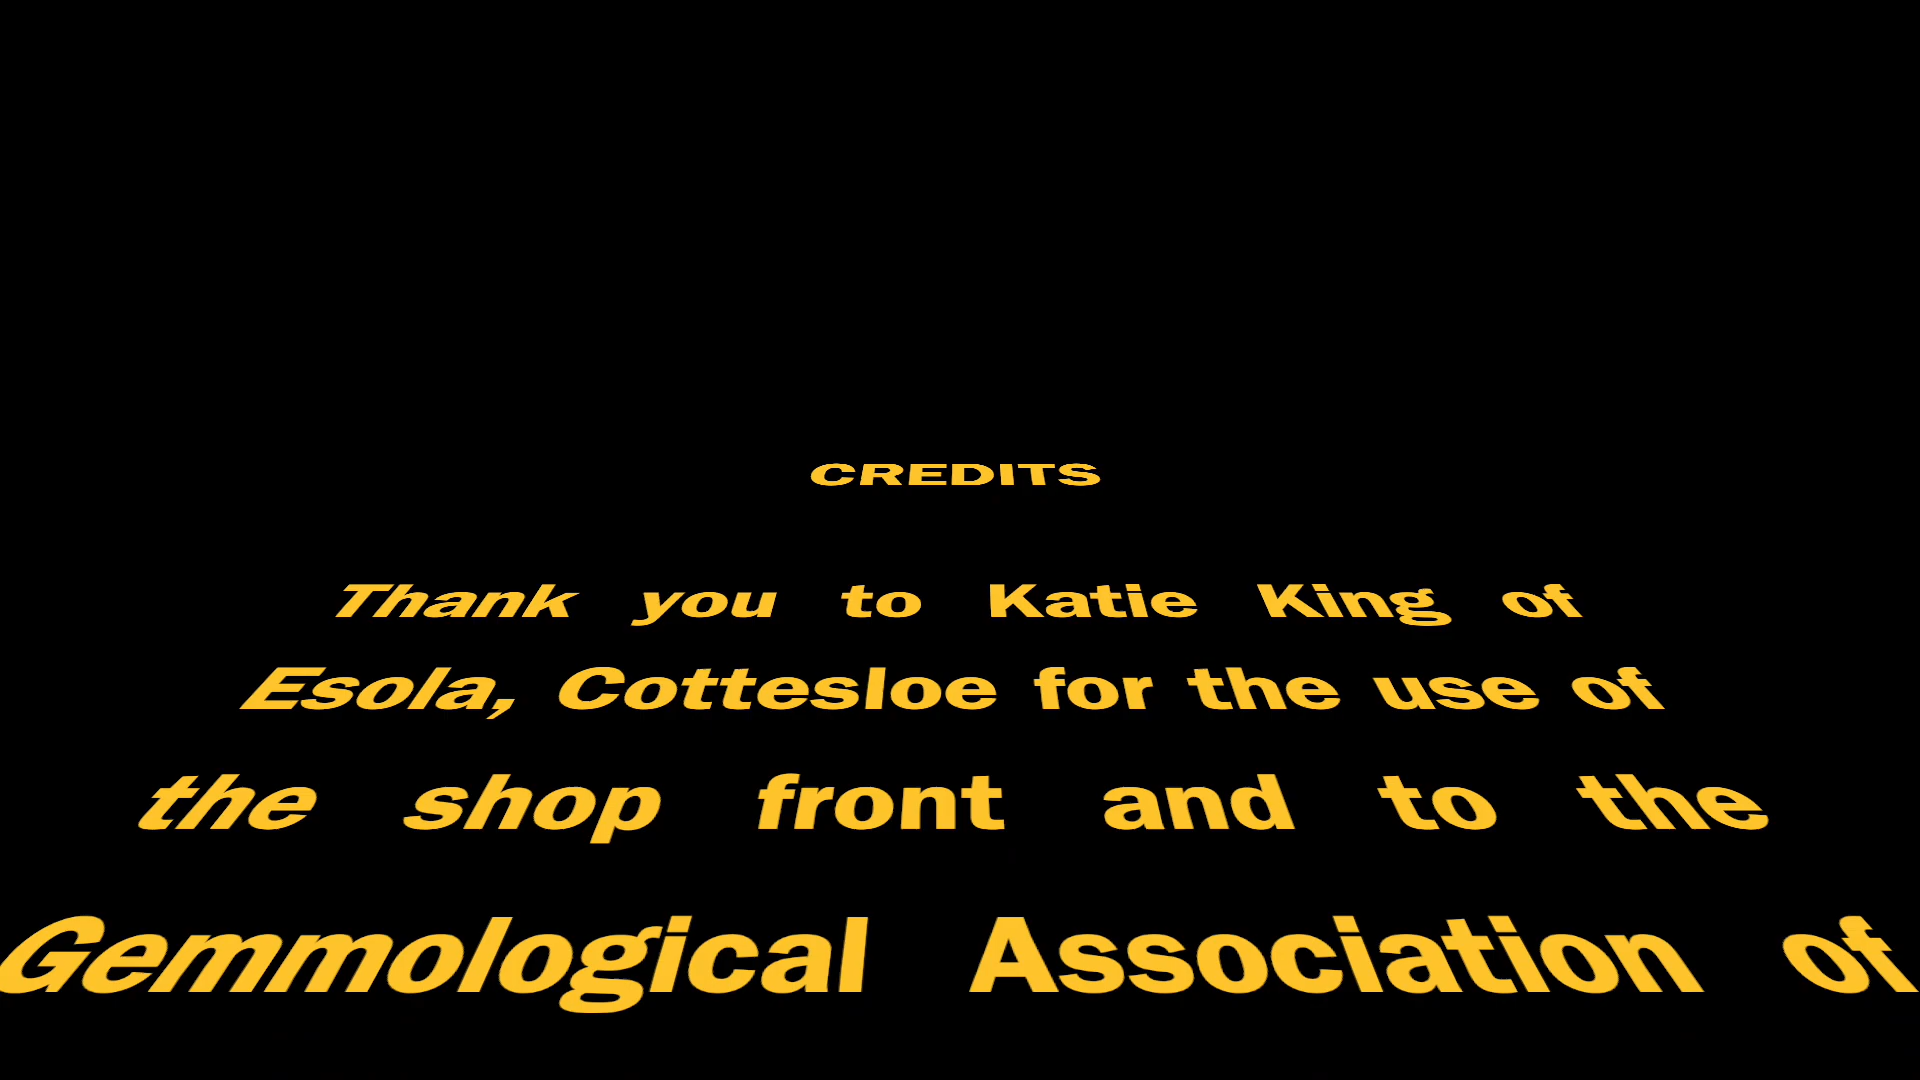 CREDITS
Thank you to Katie King of
Esola, Cottesloe for the use of
the shop front and to the
Gemmological Association of